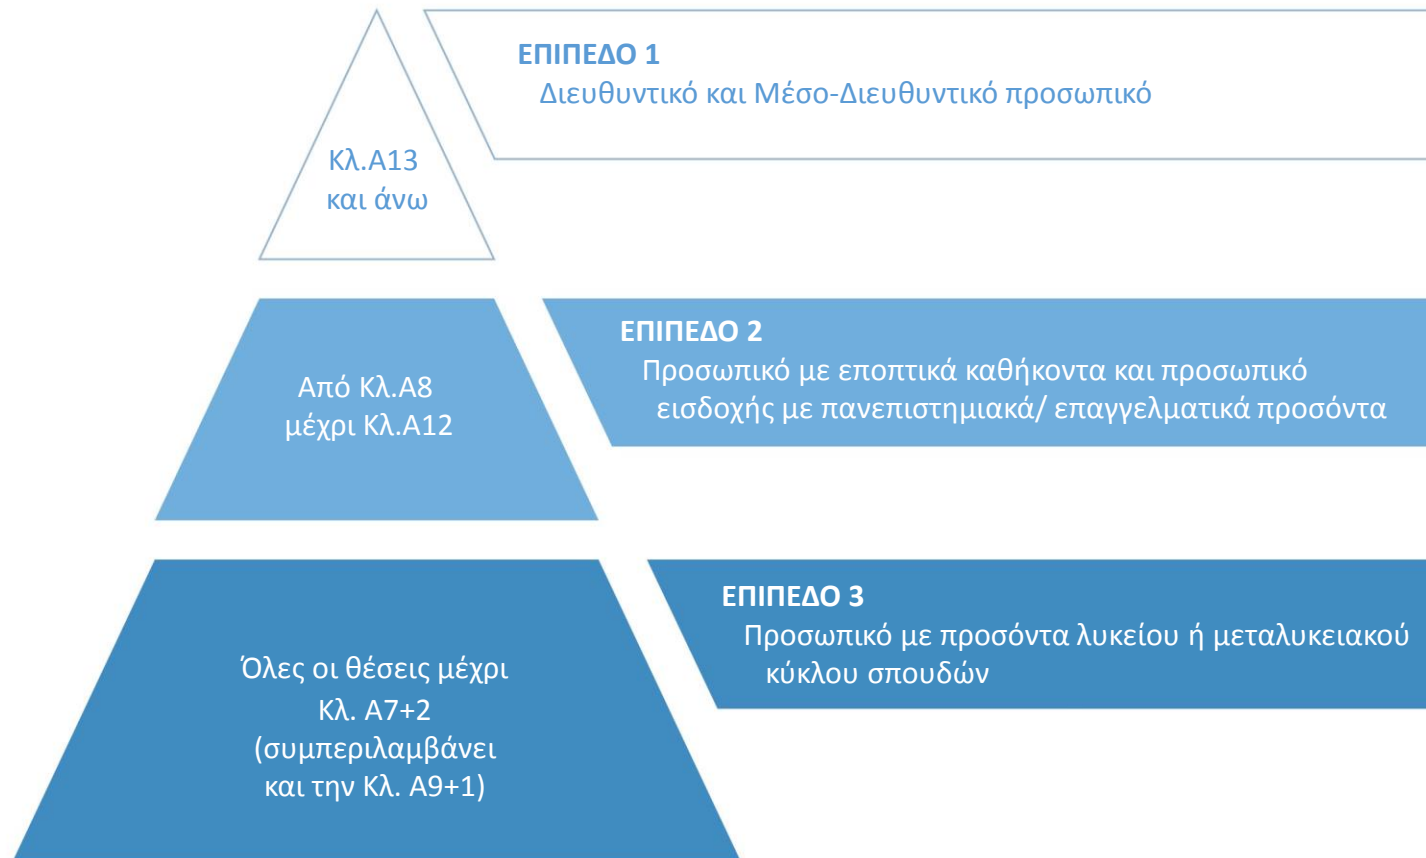 ΕΠΙΠΕΔΟ 1
Διευθυντικό και Μέσο-Διευθυντικό προσωπικό
Κλ.Α13
και άνω
ΕΠΙΠΕΔΟ 2
Προσωπικό με εποπτικά καθήκοντα και προσωπικό
εισδοχής με πανεπιστημιακά/ επαγγελματικά προσόντα
Από Κλ.Α8
μέχρι Κλ.Α12
ΕΠΙΠΕΔΟ 3
Προσωπικό με προσόντα λυκείου ή μεταλυκειακού
κύκλου σπουδών
Όλες οι θέσεις μέχρι
Κλ. Α7+2
(συμπεριλαμβάνει
και την Κλ. Α9+1)